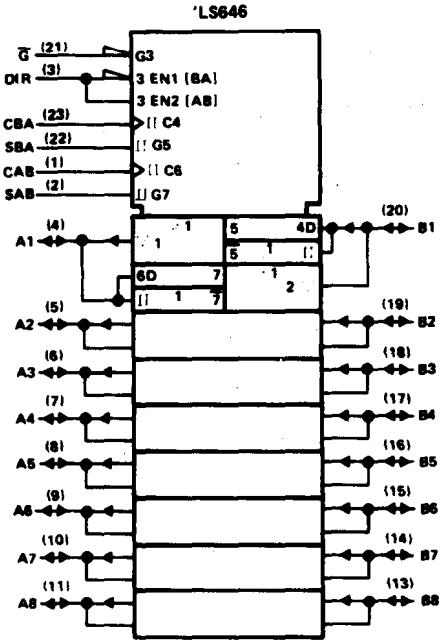 'LS646
G̅ (21) G3
DIR (3) 3 EN1 [BA]
3 EN2 [AB]
CBA (23) [] C4
SBA (22) [] G5
CAB (1) [] C6
SAB (2) [] G7
A1 (4) 1 1 5 4D (20) B1
5̅ 1 []
6D 7 1 2
[] 1 7̅
A2 (5) (19) B2
A3 (6) (18) B3
A4 (7) (17) B4
A5 (8) (16) B5
A6 (9) (15) B6
A7 (10) (14) B7
A8 (11) (13) B8